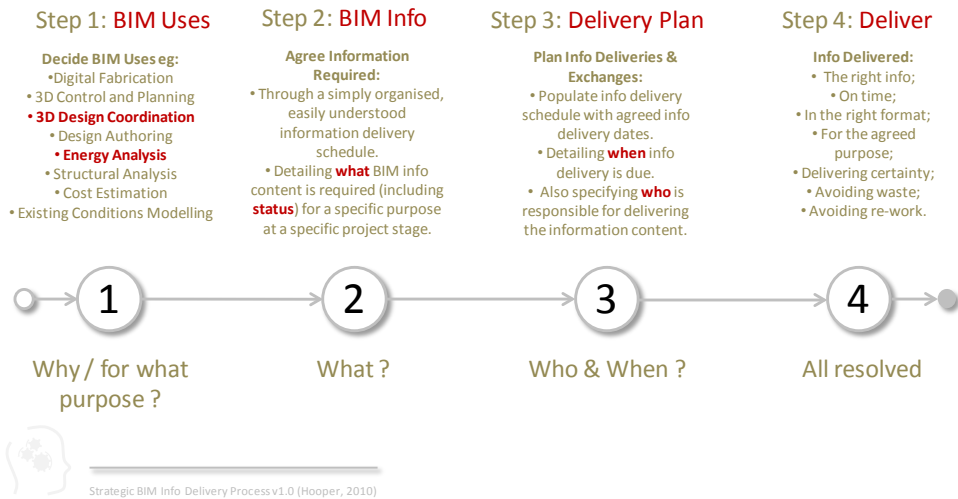 Step 1: BIM Uses
Decide BIM Uses eg:
•Digital Fabrication
• 3D Control and Planning
• 3D Design Coordination
• Design Authoring
• Energy Analysis
• Structural Analysis
• Cost Estimation
• Existing Conditions Modelling
Step 2: BIM Info
Agree Information
Required:
• Through a simply organised,
easily understood
information delivery
schedule.
• Detailing what BIM info
content is required (including
status) for a specific purpose
at a specific project stage.
Step 3: Delivery Plan
Plan Info Deliveries &
Exchanges:
• Populate info delivery
schedule with agreed info
delivery dates.
• Detailing when info
delivery is due.
• Also specifying who is
responsible for delivering
the information content.
Step 4: Deliver
Info Delivered:
• The right info;
• On time;
• In the right format;
• For the agreed
purpose;
• Delivering certainty;
• Avoiding waste;
• Avoiding re-work.
1
2
3
4
Why / for what
purpose ?
What ?
Who & When ?
All resolved
Strategic BIM Info Delivery Process v1.0 (Hooper, 2010)